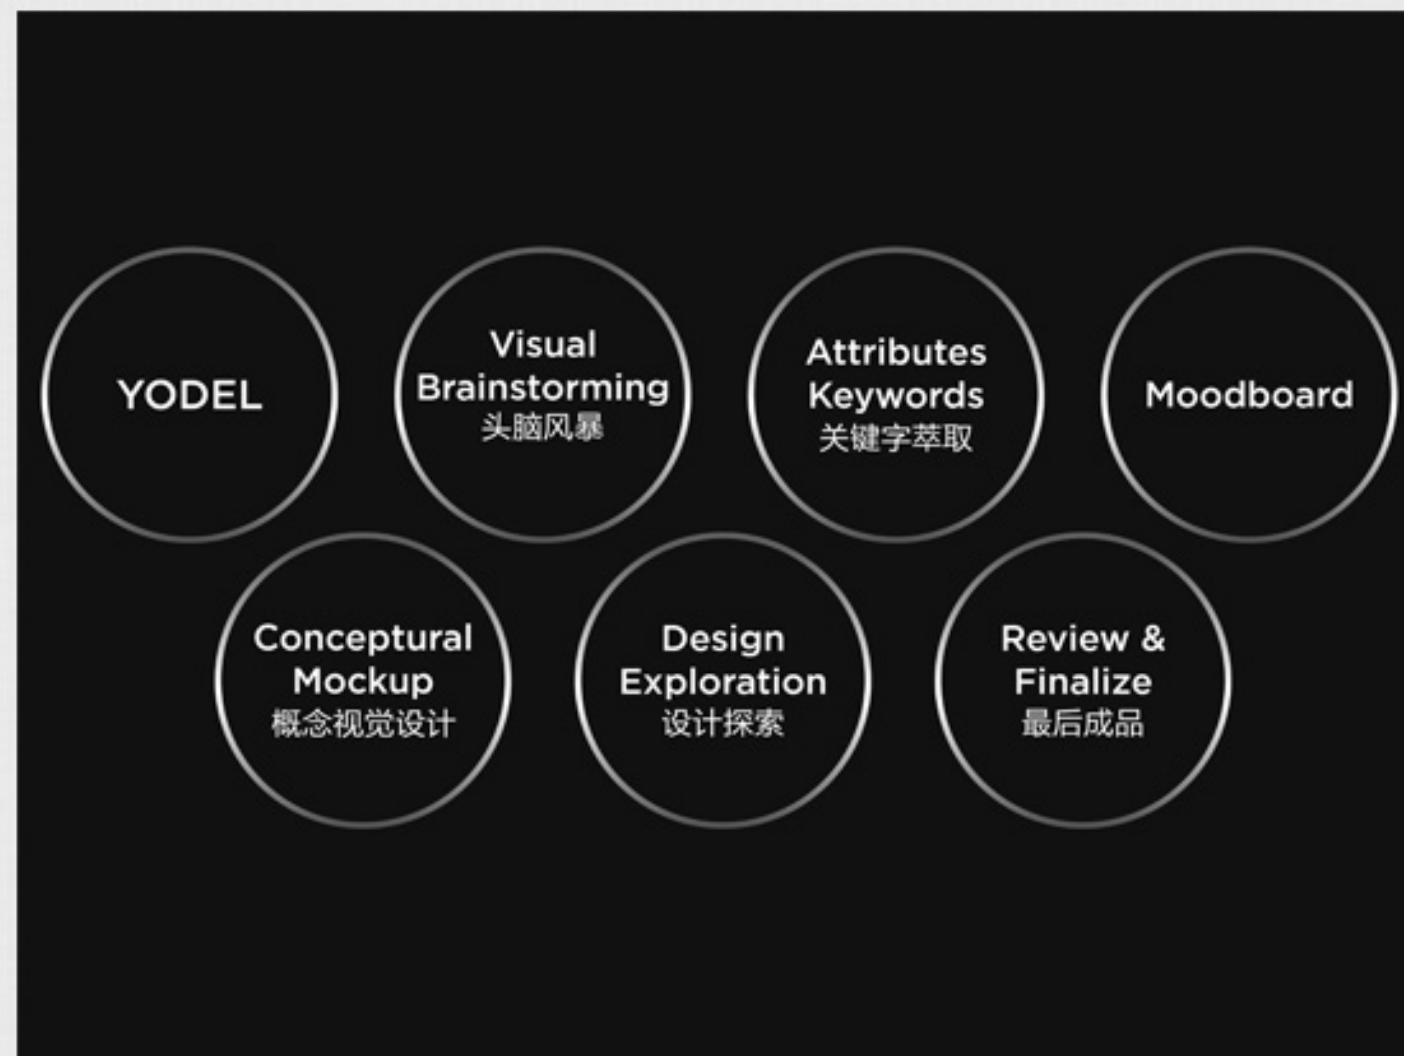 YODEL
Visual
Brainstorming
头脑风暴
Attributes
Keywords
关键字萃取
Moodboard
Conceptural
Mockup
概念视觉设计
Design
Exploration
设计探索
Review &
Finalize
最后成品